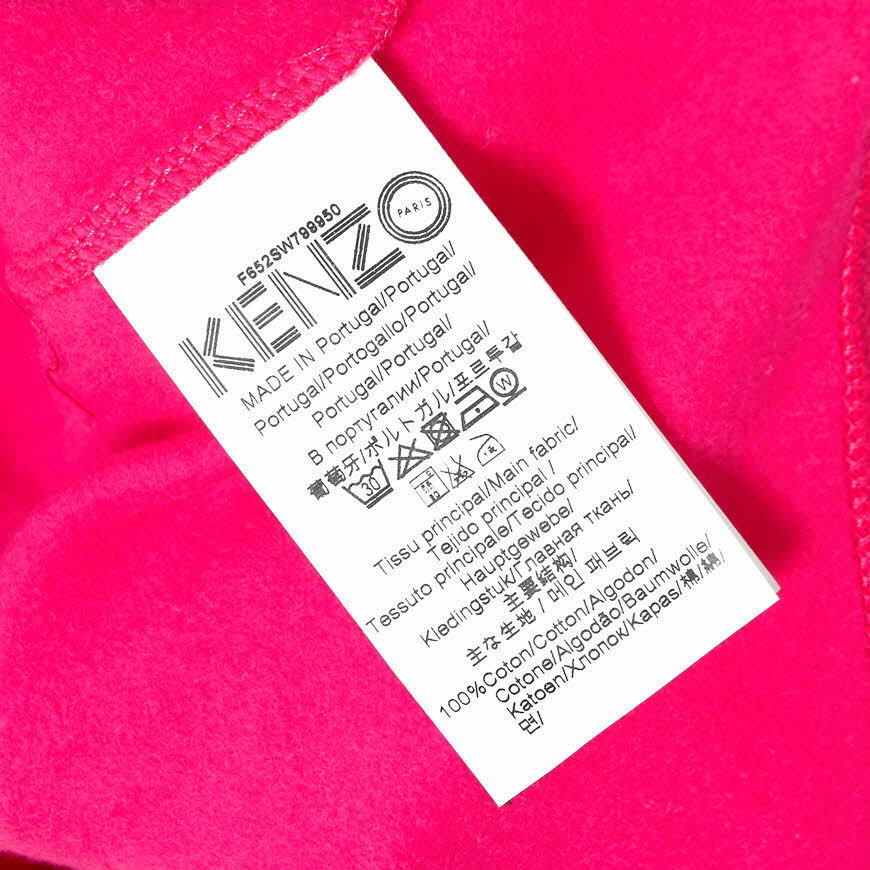 F652SW799950
KENZO PARIS
MADE IN Portugal/Portugal/
Portugal/Portogallo/Portugal/
Portugal/Portugal/
В португалии/Portugal/
葡萄牙/ポルトガル/포르투갈
30 W
Tissu principal/Main fabric/
Tejido principal /
Tessuto principale/Tecido principal/
Hauptgewebe/
Kledingstuk/Главная ткань/
主要结构/
主な生地 / 메인 패브릭
100%Coton/Cotton/Algodon/
Cotone/Algodão/Baumwolle/
Katoen/Хлопок/Kapas/棉/綿/
면/